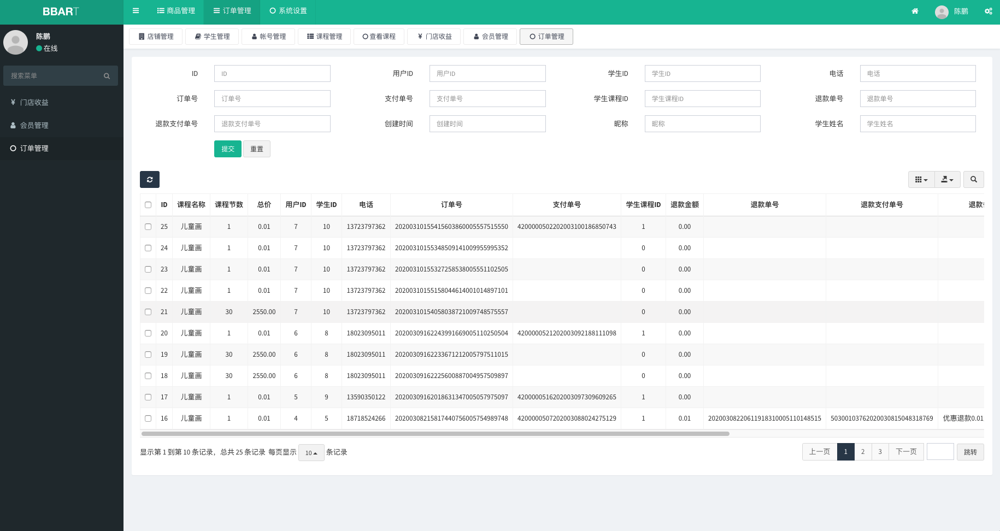 BBART
商品管理 订单管理 系统设置 陈鹏
陈鹏
在线
搜索菜单
¥ 门店收益
会员管理
订单管理
店铺管理 学生管理 帐号管理 课程管理 查看课程 ¥ 门店收益 会员管理 订单管理
ID ID 用户ID 用户ID 学生ID 学生ID 电话 电话
订单号 订单号 支付单号 支付单号 学生课程ID 学生课程ID 退款单号 退款单号
退款支付单号 退款支付单号 创建时间 创建时间 昵称 昵称 学生姓名 学生姓名
提交 重置
ID 课程名称 课程节数 总价 用户ID 学生ID 电话 订单号 支付单号 学生课程ID 退款金额 退款单号 退款支付单号 退款
25 儿童画 1 0.01 7 10 13723797362 20200310155415603860005557515550 4200000502202003100186850743 1 0.00
24 儿童画 1 0.01 7 10 13723797362 20200310155348509141009955995352 0 0.00
23 儿童画 1 0.01 7 10 13723797362 20200310155327258538005551102505 0 0.00
22 儿童画 1 0.01 7 10 13723797362 20200310155158044614001014897101 0 0.00
21 儿童画 30 2550.00 7 10 13723797362 20200310154058038721009748575557 0 0.00
20 儿童画 1 0.01 6 8 18023095011 20200309162243991669005110250504 4200000521202003092188111098 1 0.00
19 儿童画 30 2550.00 6 8 18023095011 20200309162233671212005797511015 0 0.00
18 儿童画 30 2550.00 6 8 18023095011 20200309162225600887004957509897 0 0.00
17 儿童画 1 0.01 5 9 13590350122 20200309162018631347005057975097 4200000516202003097309609265 1 0.00
16 儿童画 1 0.01 4 5 18718524266 20200308215817440756005754989748 4200000507202003088024275129 1 0.01 20200308220611918310005110148515 50300103762020030815048318769 优惠退款0.01
显示第 1 到第 10 条记录，总共 25 条记录 每页显示 10 条记录
上一页 1 2 3 下一页 跳转